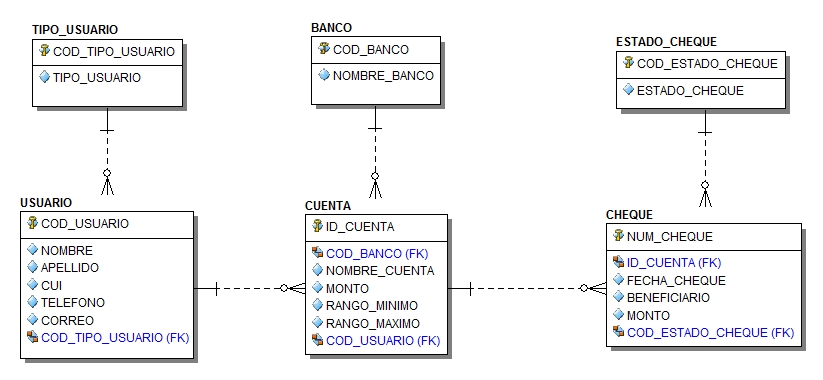 TIPO_USUARIO
COD_TIPO_USUARIO
TIPO_USUARIO
BANCO
COD_BANCO
NOMBRE_BANCO
ESTADO_CHEQUE
COD_ESTADO_CHEQUE
ESTADO_CHEQUE
USUARIO
COD_USUARIO
NOMBRE
APELLIDO
CUI
TELEFONO
CORREO
COD_TIPO_USUARIO (FK)
CUENTA
ID_CUENTA
COD_BANCO (FK)
NOMBRE_CUENTA
MONTO
RANGO_MINIMO
RANGO_MAXIMO
COD_USUARIO (FK)
CHEQUE
NUM_CHEQUE
ID_CUENTA (FK)
FECHA_CHEQUE
BENEFICIARIO
MONTO
COD_ESTADO_CHEQUE (FK)